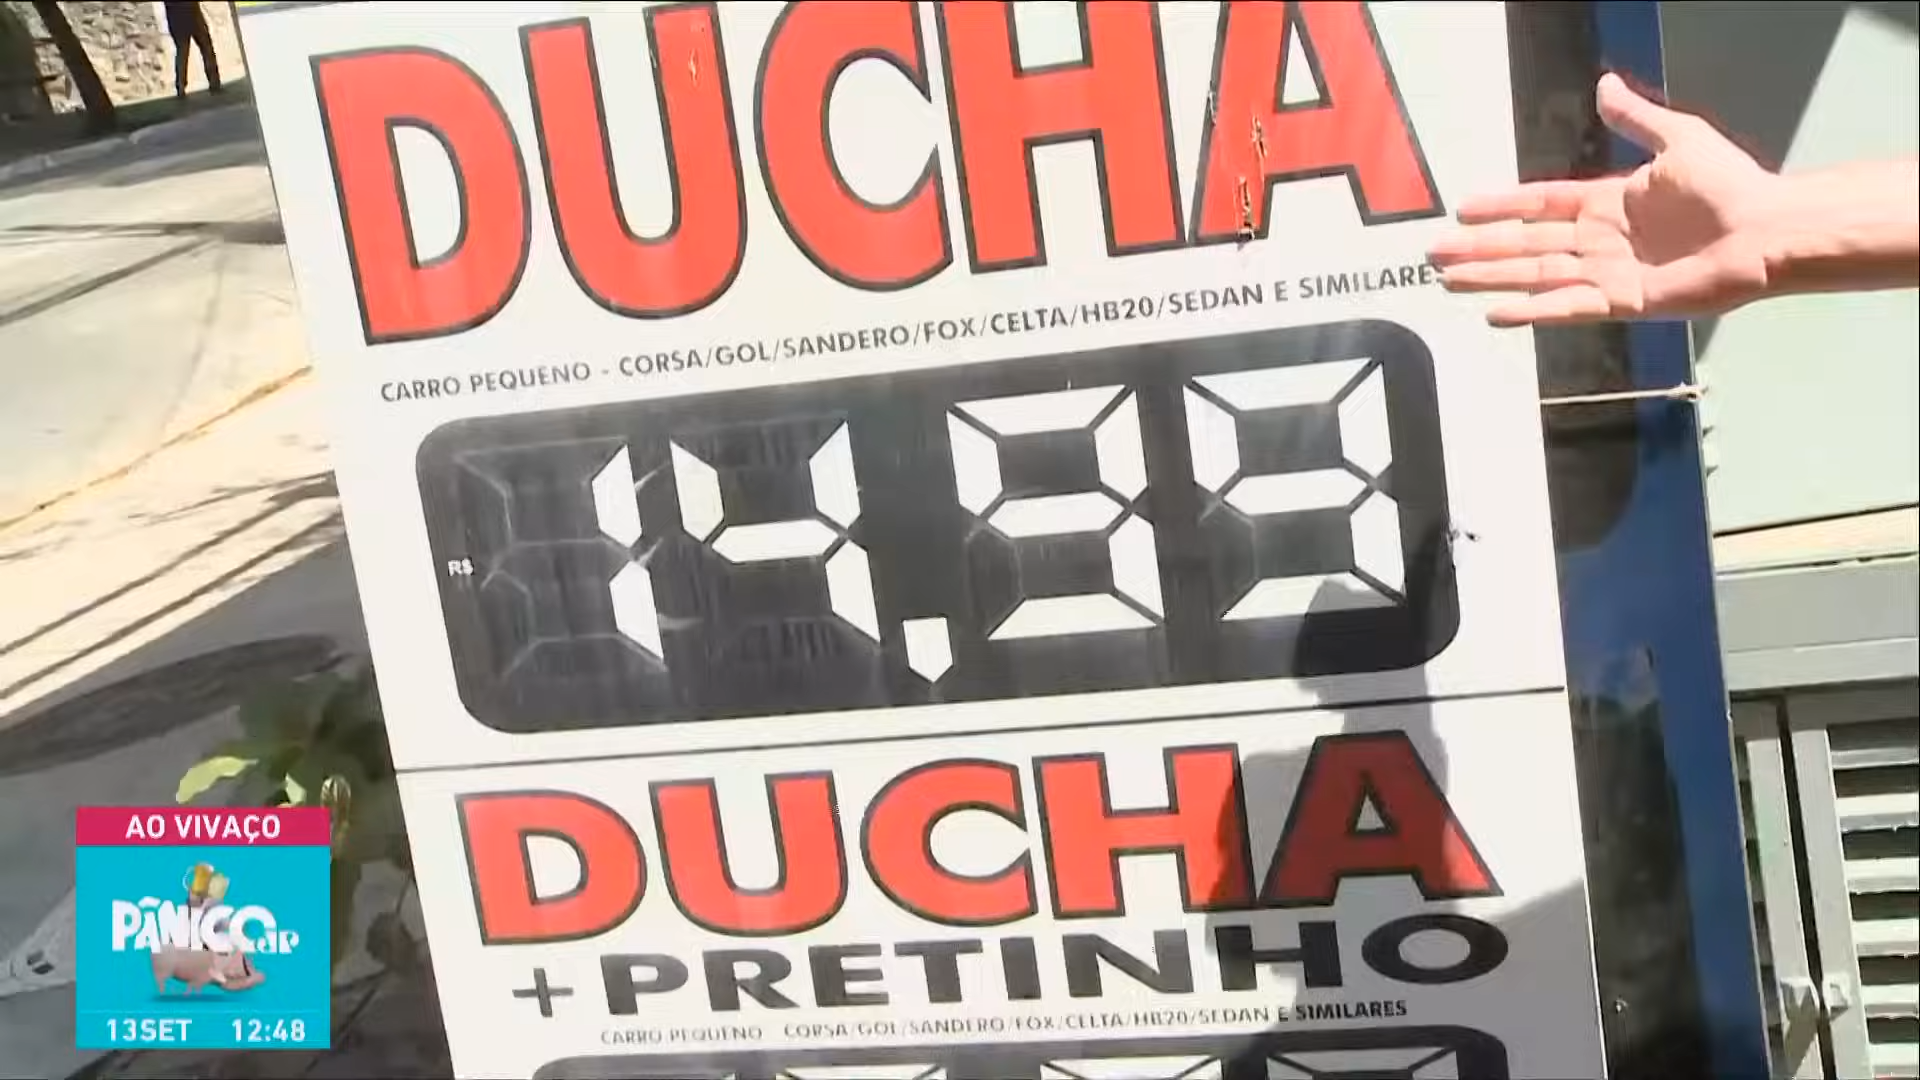 DUCHA
CARRO PEQUENO - CORSA/GOL/SANDERO/FOX/CELTA/HB20/SEDAN E SIMILARES
R$ 14.99
DUCHA
+PRETINHO
CARRO PEQUENO CORSA/GOL/SANDERO/FOX/CELTA/HB20/SEDAN E SIMILARES
AO VIVAÇO
PÂNICO JP
13SET 12:48